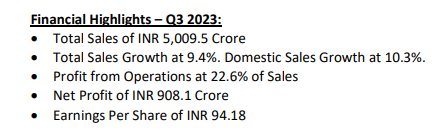 Financial Highlights – Q3 2023:
• Total Sales of INR 5,009.5 Crore
• Total Sales Growth at 9.4%. Domestic Sales Growth at 10.3%.
• Profit from Operations at 22.6% of Sales
• Net Profit of INR 908.1 Crore
• Earnings Per Share of INR 94.18